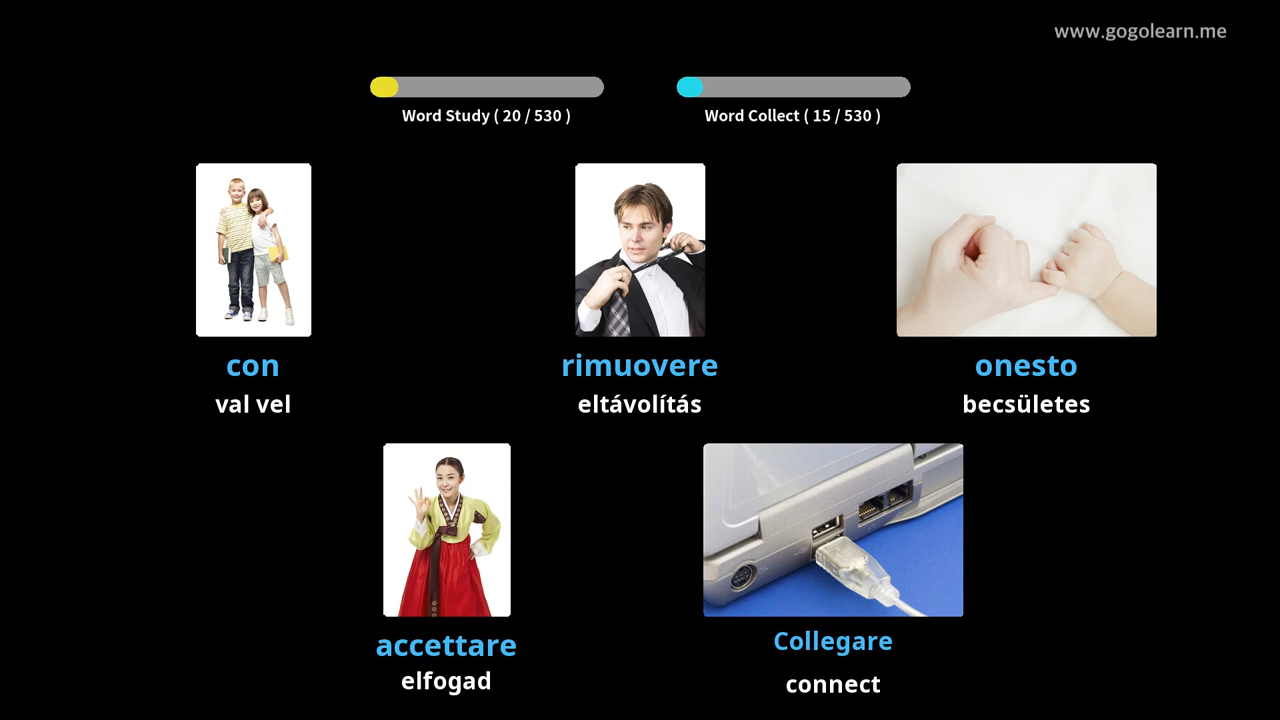 www.gogolearn.me
Word Study ( 20 / 530 )
Word Collect ( 15 / 530 )
con
val vel
rimuovere
eltávolítás
onesto
becsületes
accettare
elfogad
Collegare
connect